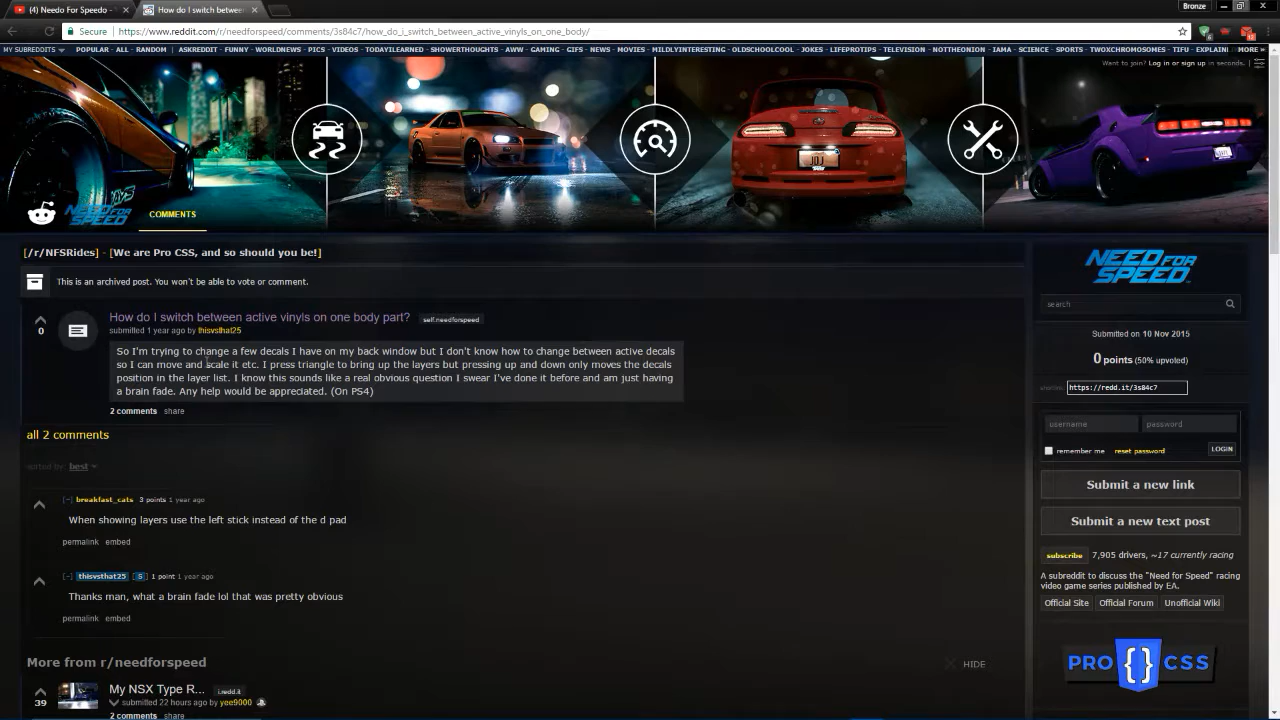 (4) Needo For Speedo -
How do I switch betwee
Bronze
Secure
https://www.reddit.com/r/needforspeed/comments/3s84c7/how_do_i_switch_between_active_vinyls_on_one_body/
MY SUBREDDITS POPULAR - ALL - RANDOM | ASKREDDIT - FUNNY - WORLDNEWS - PICS - VIDEOS - TODAYILEARNED - SHOWERTHOUGHTS - AWW - GAMING - GIFS - NEWS - MOVIES - MILDLYINTERESTING - OLDSCHOOLCOOL - JOKES - LIFEPROTIPS - TELEVISION - NOTTHEONION - IAMA - SCIENCE - SPORTS - TWOXCHROMOSOMES - TIFU - EXPLAIN MORE »
Want to join? Log in or sign up in seconds.
NEED FOR SPEED
COMMENTS
[/r/NFSRides] - [We are Pro CSS, and so should you be!]
This is an archived post. You won't be able to vote or comment.
0
How do I switch between active vinyls on one body part? self.needforspeed
submitted 1 year ago by thisvsthat25
So I'm trying to change a few decals I have on my back window but I don't know how to change between active decals
so I can move and scale it etc. I press triangle to bring up the layers but pressing up and down only moves the decals
position in the layer list. I know this sounds like a real obvious question I swear I've done it before and am just having
a brain fade. Any help would be appreciated. (On PS4)
2 comments share
all 2 comments
sorted by: best
[-] breakfast_cats 3 points 1 year ago
When showing layers use the left stick instead of the d pad
permalink embed
[-] thisvsthat25 [S] 1 point 1 year ago
Thanks man, what a brain fade lol that was pretty obvious
permalink embed
More from r/needforspeed
HIDE
39
My NSX Type R... i.redd.it
submitted 22 hours ago by yee9000
2 comments share
NEED FOR SPEED
search
Submitted on 10 Nov 2015
0 points (50% upvoted)
shortlink: https://redd.it/3s84c7
username password
remember me reset password LOGIN
Submit a new link
Submit a new text post
subscribe 7,905 drivers, ~17 currently racing
A subreddit to discuss the "Need for Speed" racing
video game series published by EA.
Official Site Official Forum Unofficial Wiki
PRO {} CSS